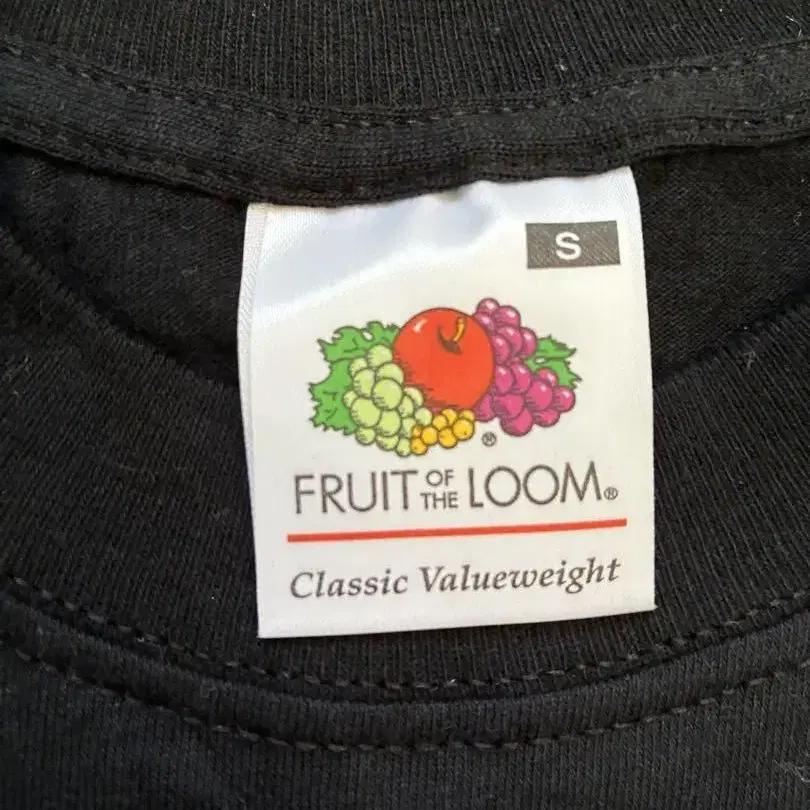 S
®
FRUIT OF THE LOOM®
Classic Valueweight